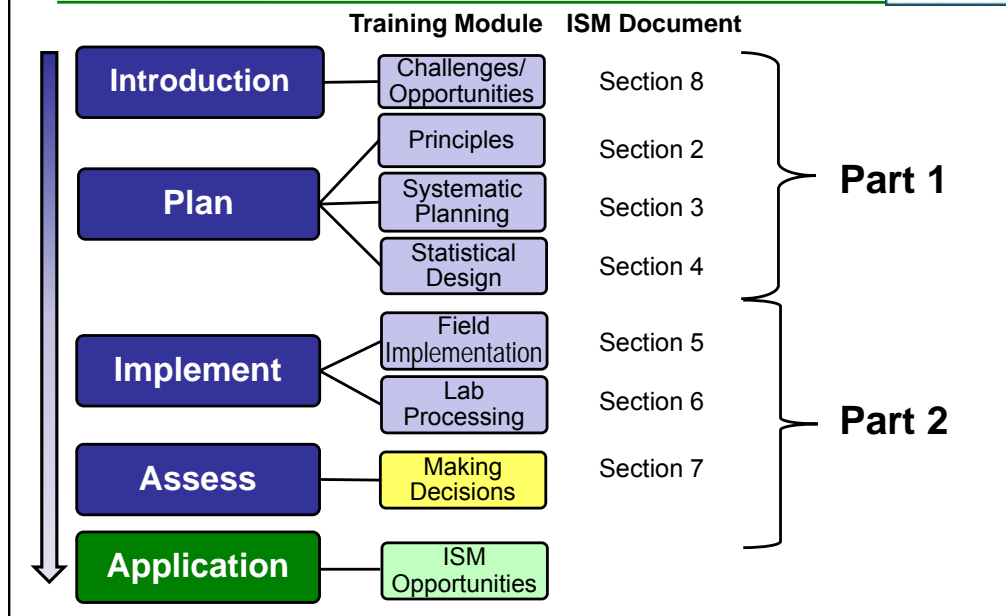 Training Module ISM Document
Introduction
Challenges/
Opportunities
Section 8
Plan
Principles
Section 2
Systematic
Planning
Section 3
Statistical
Design
Section 4
Part 1
Implement
Field
Implementation
Section 5
Lab
Processing
Section 6
Assess
Making
Decisions
Section 7
Part 2
Application
ISM
Opportunities